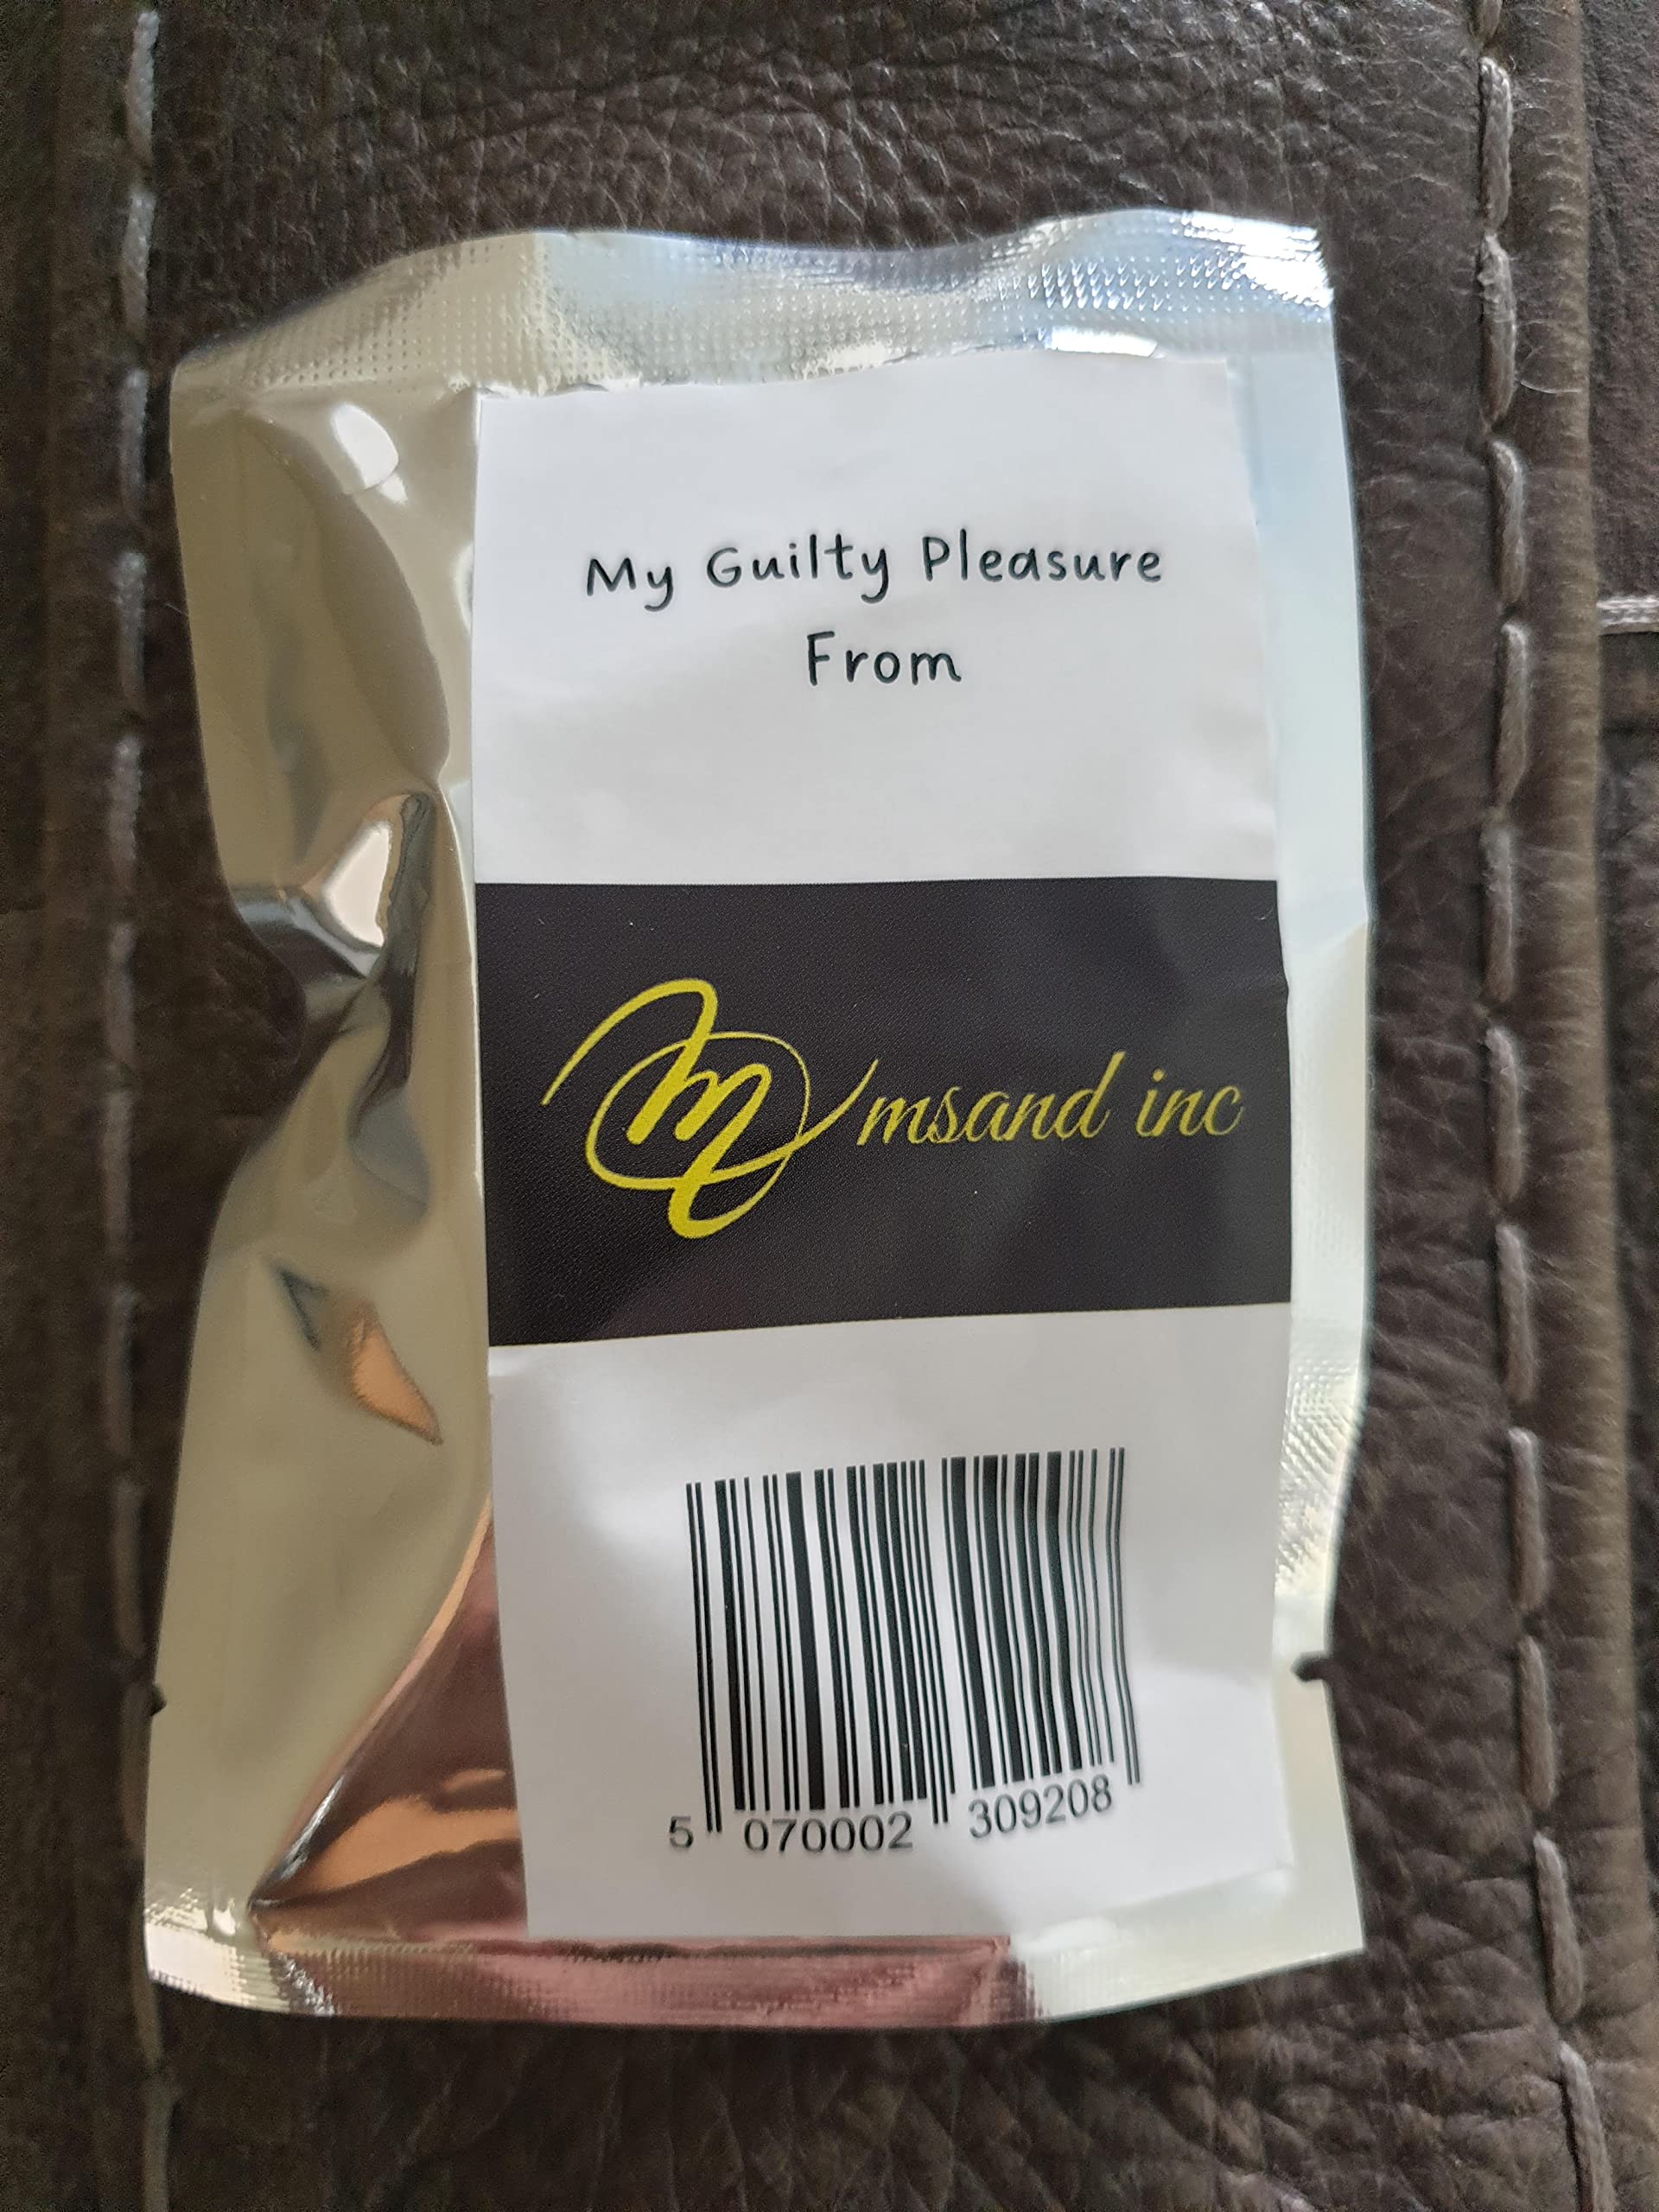 My Guilty Pleasure
From
m msand inc
5 070002 309208